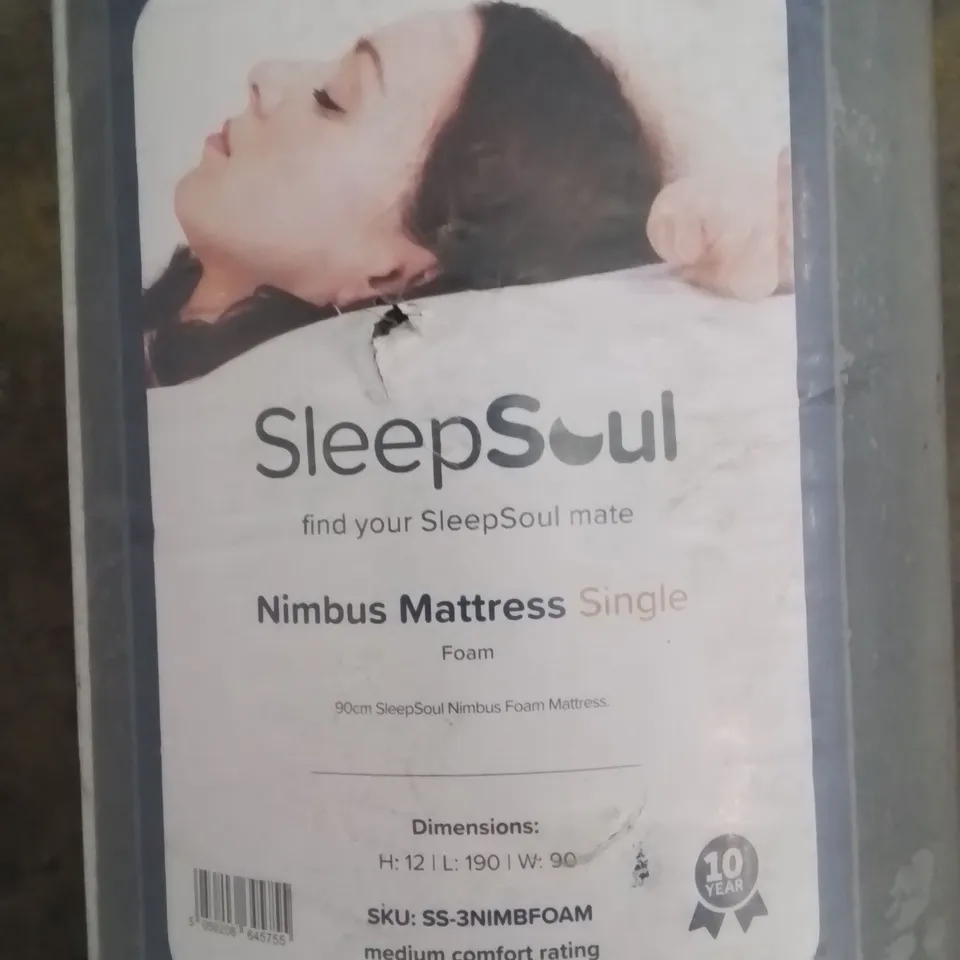 SleepSoul
find your SleepSoul mate
Nimbus Mattress Single
Foam
90cm SleepSoul Nimbus Foam Mattress.
Dimensions:
H: 12 | L: 190 | W: 90
10
YEAR
SKU: SS-3NIMBFOAM
medium comfort rating